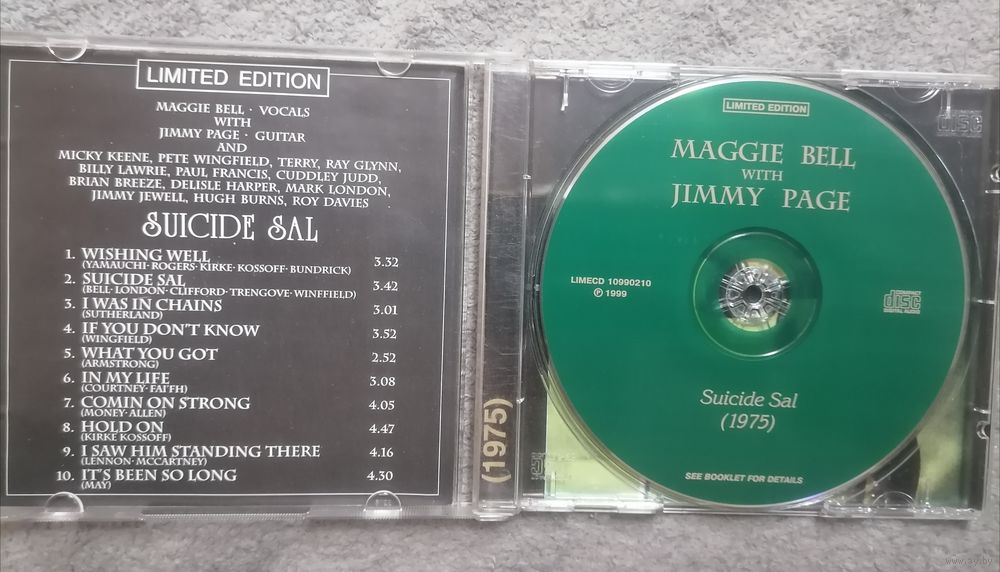 LIMITED EDITION
MAGGIE BELL · VOCALS
WITH
JIMMY PAGE · GUITAR
AND
MICKY KEENE, PETE WINGFIELD, TERRY, RAY GLYNN,
BILLY LAWRIE, PAUL FRANCIS, CUDDLEY JUDD,
BRIAN BREEZE, DELISLE HARPER, MARK LONDON,
JIMMY JEWELL, HUGH BURNS, ROY DAVIES
SUICIDE SAL
1. WISHING WELL 3.32
(YAMAUCHI·ROGERS·KIRKE·KOSSOFF·BUNDRICK)
2. SUICIDE SAL 3.42
(BELL·LONDON·CLIFFORD·TRENGOVE·WINFFIELD)
3. I WAS IN CHAINS 3.01
(SUTHERLAND)
4. IF YOU DON'T KNOW 3.52
(WINGFIELD)
5. WHAT YOU GOT 2.52
(ARMSTRONG)
6. IN MY LIFE 3.08
(COURTNEY·FAITH)
7. COMIN ON STRONG 4.05
(MONEY·ALLEN)
8. HOLD ON 4.47
(KIRKE KOSSOFF)
9. I SAW HIM STANDING THERE 4.16
(LENNON·MCCARTNEY)
10. IT'S BEEN SO LONG 4.30
(MAY)
(1975)
LIMITED EDITION
MAGGIE BELL
WITH
JIMMY PAGE
LIMECD 10990210
℗ 1999
COMPACT
disc
DIGITAL AUDIO
Suicide Sal
(1975)
SEE BOOKLET FOR DETAILS
disc
www.ay.by